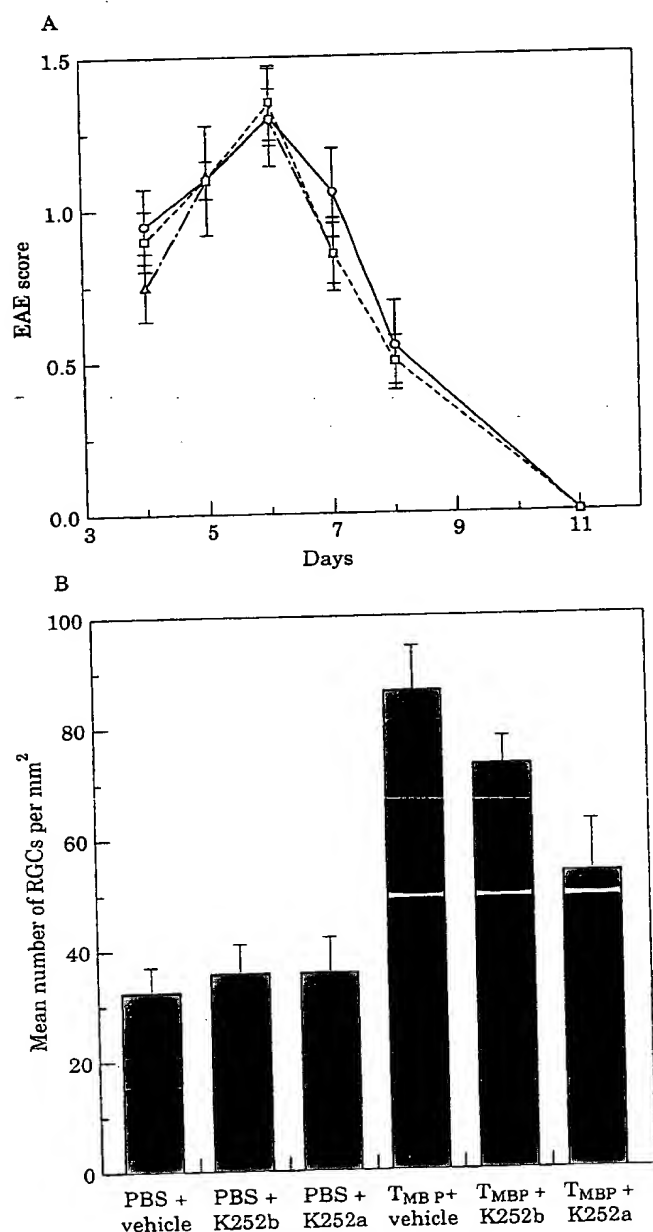 A
1.5
1.0
0.5
0.0
EAE score
3 5 7 9 11
Days
B
100
80
60
40
20
0
Mean number of RGCs per mm²
PBS + vehicle
PBS + K252b
PBS + K252a
TMBP + vehicle
TMBP + K252b
TMBP + K252a